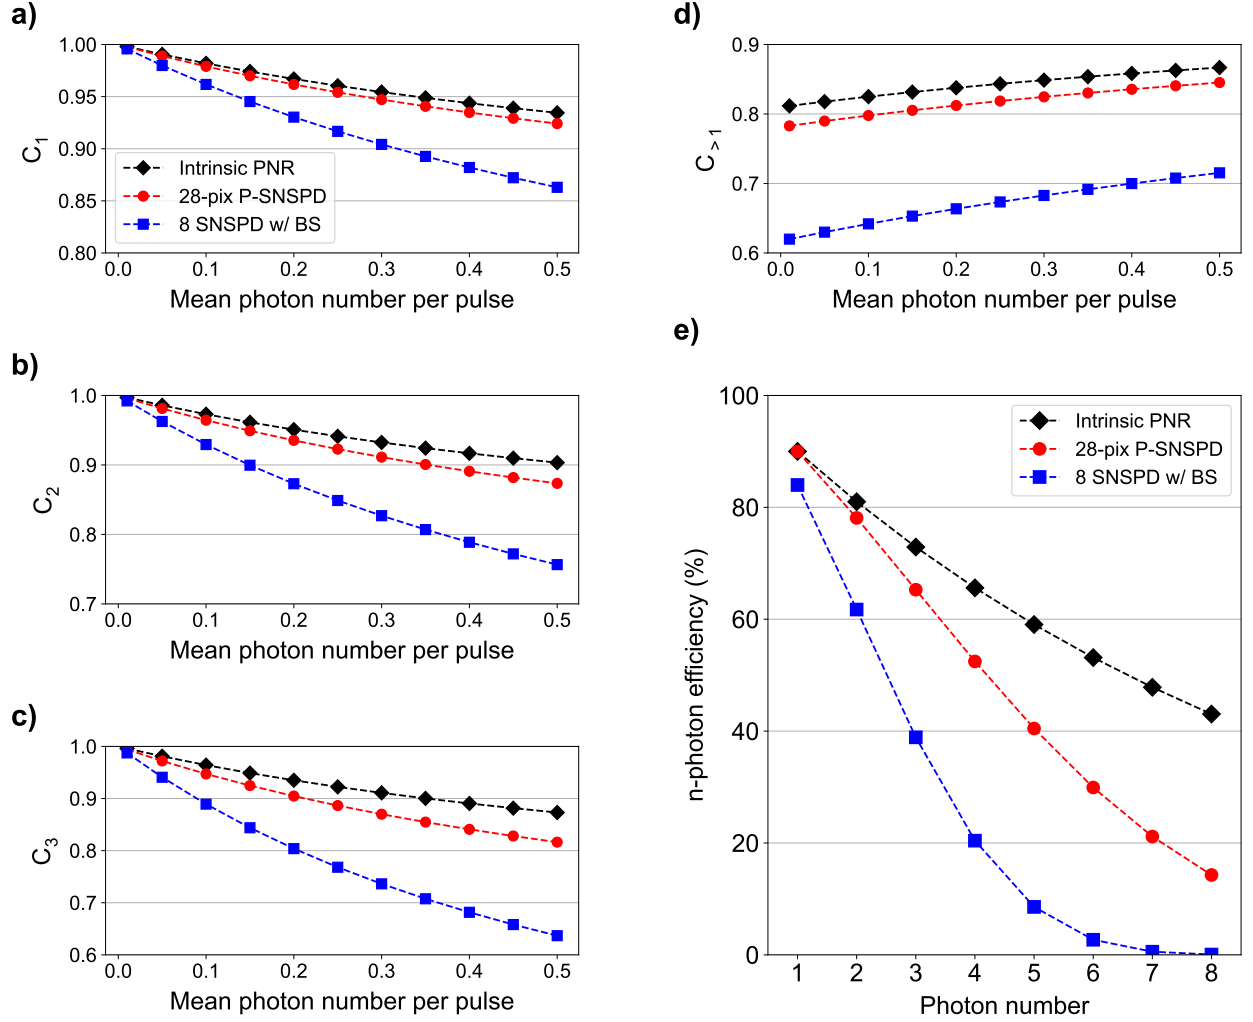 a)
1.00
0.95
0.90
0.85
0.80
C1
Intrinsic PNR
28-pix P-SNSPD
8 SNSPD w/ BS
0.0 0.1 0.2 0.3 0.4 0.5
Mean photon number per pulse
b)
1.0
0.9
0.8
0.7
C2
0.0 0.1 0.2 0.3 0.4 0.5
Mean photon number per pulse
c)
1.0
0.9
0.8
0.7
0.6
C3
0.0 0.1 0.2 0.3 0.4 0.5
Mean photon number per pulse
d)
0.9
0.8
0.7
0.6
C>1
0.0 0.1 0.2 0.3 0.4 0.5
Mean photon number per pulse
e)
100
80
60
40
20
0
n-photon efficiency (%)
Intrinsic PNR
28-pix P-SNSPD
8 SNSPD w/ BS
1 2 3 4 5 6 7 8
Photon number